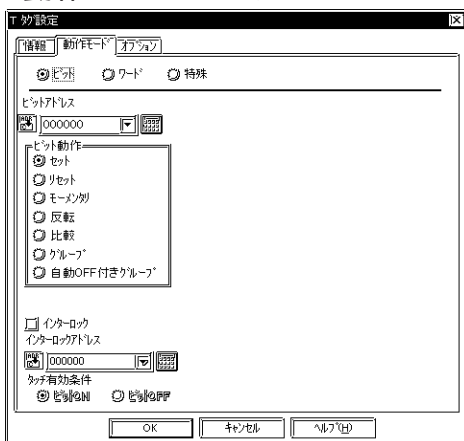 T ﾀｸﾞ設定
情報 動作ﾓｰﾄﾞ ｵﾌﾟｼｮﾝ
ﾋﾞｯﾄ ﾜｰﾄﾞ 特殊
ﾋﾞｯﾄｱﾄﾞﾚｽ
000000
ﾋﾞｯﾄ動作
ｾｯﾄ
ﾘｾｯﾄ
ﾓｰﾒﾝﾀﾘ
反転
比較
ｸﾞﾙｰﾌﾟ
自動OFF付きｸﾞﾙｰﾌﾟ
ｲﾝﾀｰﾛｯｸ
ｲﾝﾀｰﾛｯｸｱﾄﾞﾚｽ
000000
ﾀｯﾁ有効条件
ﾋﾞｯﾄON ﾋﾞｯﾄOFF
OK ｷｬﾝｾﾙ ﾍﾙﾌﾟ(H)